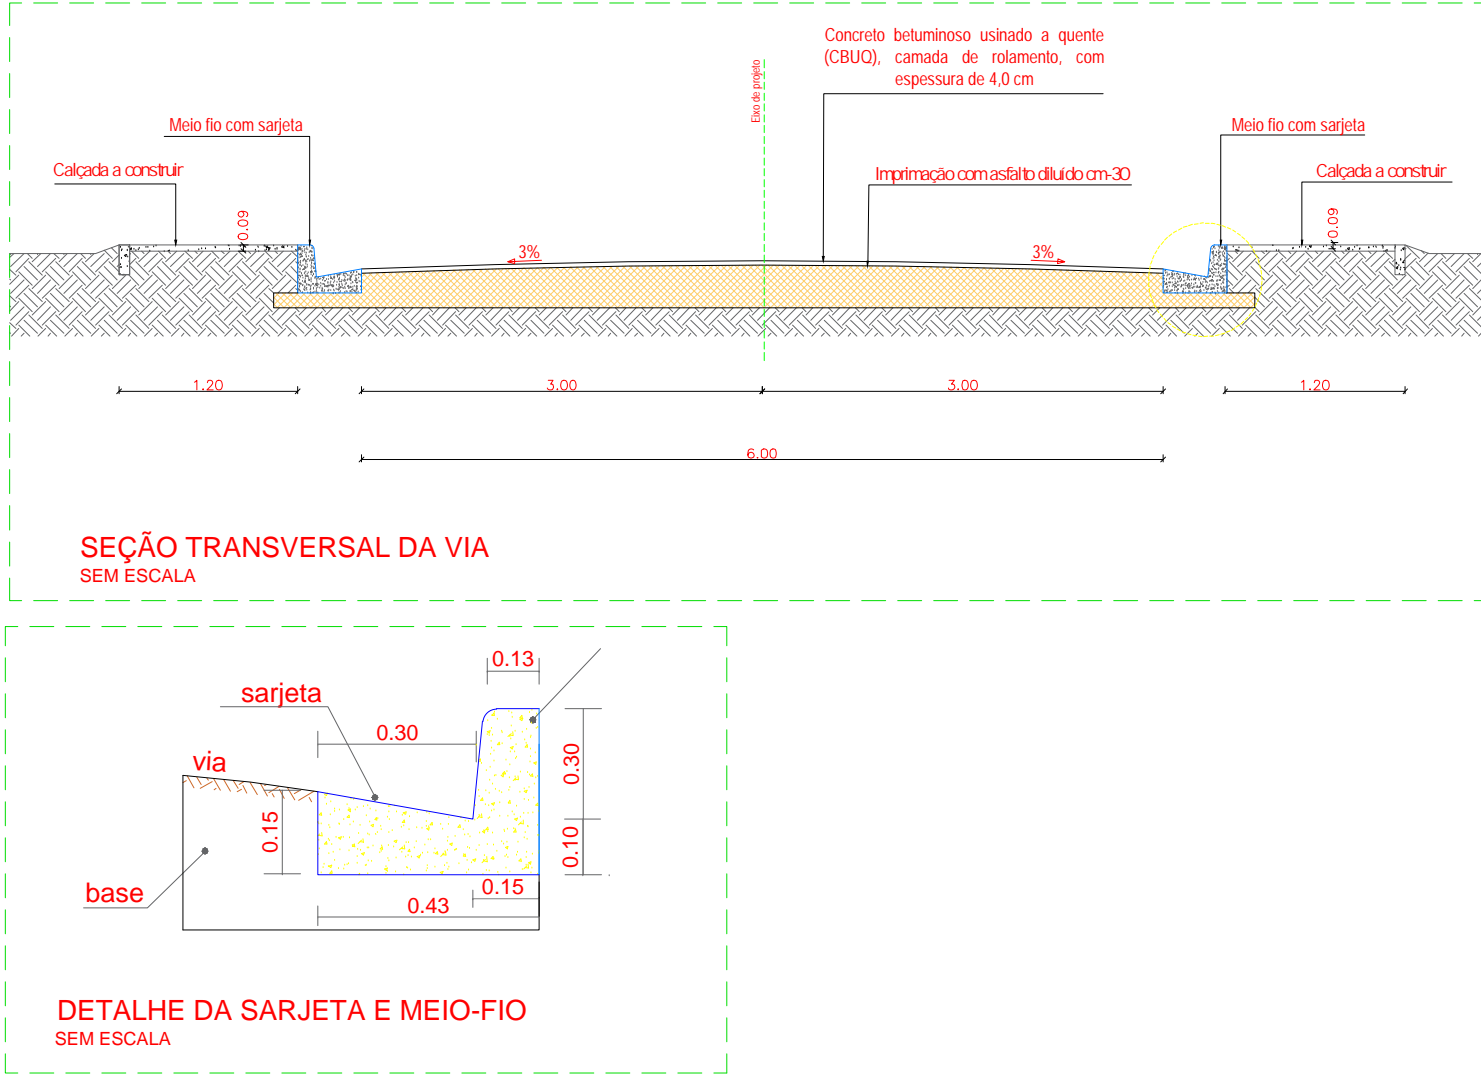 Concreto betuminoso usinado a quente
(CBUQ), camada de rolamento, com
espessura de 4,0 cm
Eixo de projeto
Meio fio com sarjeta
Meio fio com sarjeta
Calçada a construir
Imprimação com asfalto diluído cm-30
Calçada a construir
0.09
0.09
3%
3%
1.20
3.00
3.00
1.20
6.00
SEÇÃO TRANSVERSAL DA VIA
SEM ESCALA
0.13
sarjeta
0.30
via
0.30
0.15
0.10
base
0.15
0.43
DETALHE DA SARJETA E MEIO-FIO
SEM ESCALA